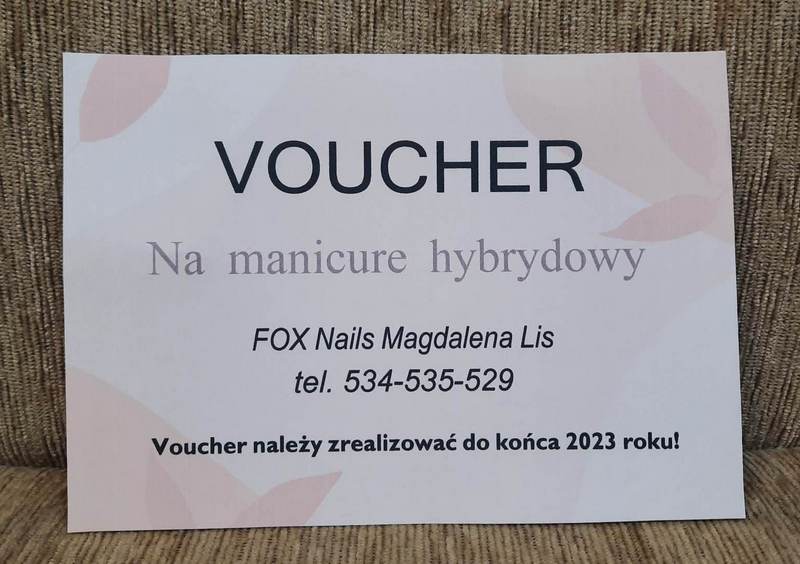 VOUCHER
Na manicure hybrydowy
FOX Nails Magdalena Lis
tel. 534-535-529
Voucher należy zrealizować do końca 2023 roku!